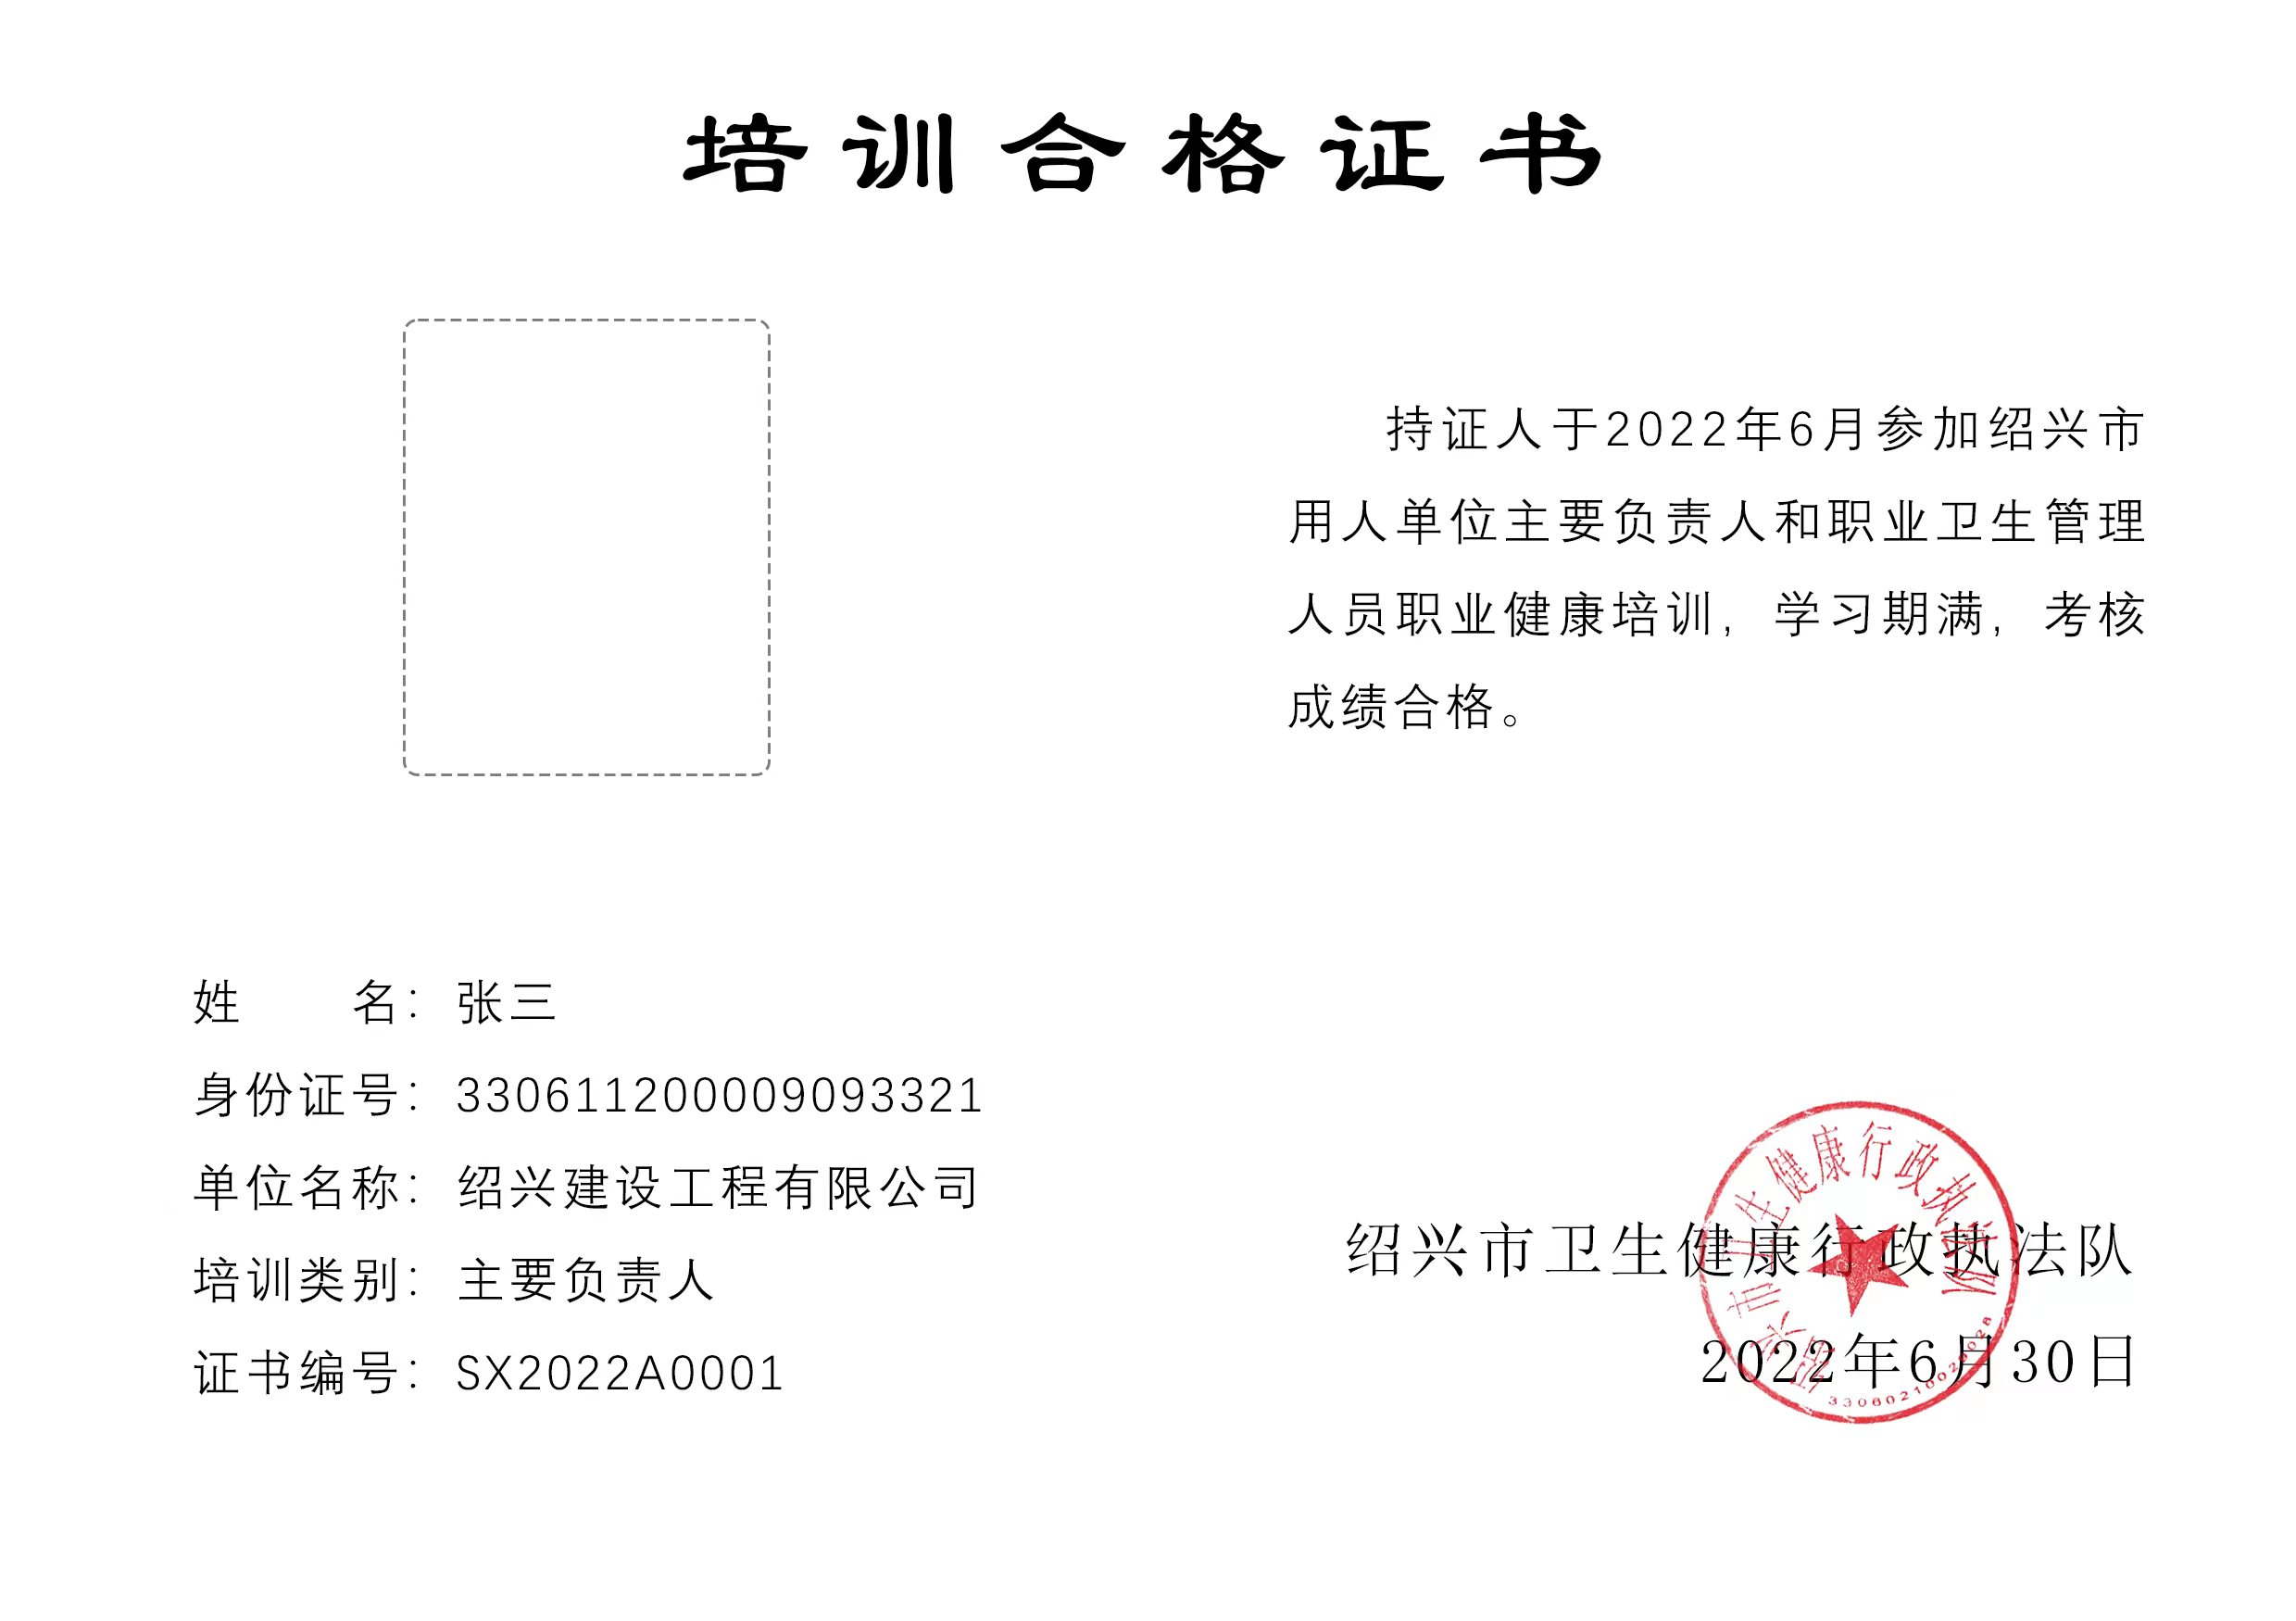 培训合格证书
持证人于2022年6月参加绍兴市
用人单位主要负责人和职业卫生管理
人员职业健康培训，学习期满，考核
成绩合格。
姓　　名：张三
身份证号：330611200009093321
单位名称：绍兴建设工程有限公司
培训类别：主要负责人
证书编号：SX2022A0001
绍兴市卫生健康行政执法队
2022年6月30日
绍兴市卫生健康行政执法队